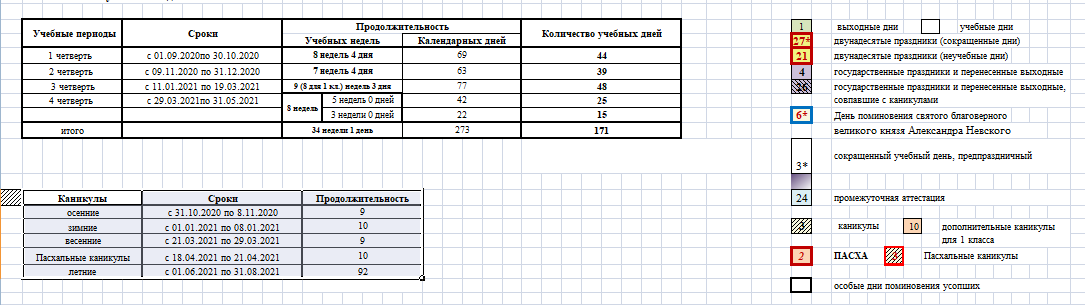 Учебные периоды Сроки Продолжительность Количество учебных дней
Учебных недель Календарных дней
1 четверть с 01.09.2020по 30.10.2020 8 недель 4 дня 69 44
2 четверть с 09.11.2020 по 31.12.2020 7 недель 4 дня 63 39
3 четверть с 11.01.2021 по 19.03.2021 9 (8 для 1 кл.) недель 3 дня 77 48
4 четверть с 29.03.2021по 31.05.2021 8 недель 5 недель 0 дней 42 25
3 недели 0 дней 22 15
итого 34 недели 1 день 273 171
Каникулы Сроки Продолжительность
осенние с 31.10.2020 по 8.11.2020 9
зимние с 01.01.2021 по 08.01.2021 10
весенние с 21.03.2021 по 29.03.2021 9
Пасхальные каникулы с 18.04.2021 по 21.04.2021 10
летние с 01.06.2021 по 31.08.2021 92
1 выходные дни учебные дни
27* двунадесятые праздники (сокращенные дни)
21 двунадесятые праздники (неучебные дни)
4 государственные праздники и перенесенные выходные
26 государственные праздники и перенесенные выходные,
совпавшие с каникулами
6* День поминовения святого благоверного
великого князя Александра Невского
3* сокращенный учебный день, предпраздничный
24 промежуточная аттестация
3 каникулы 10 дополнительные каникулы
для 1 класса
2 ПАСХА 3 Пасхальные каникулы
особые дни поминовения усопших